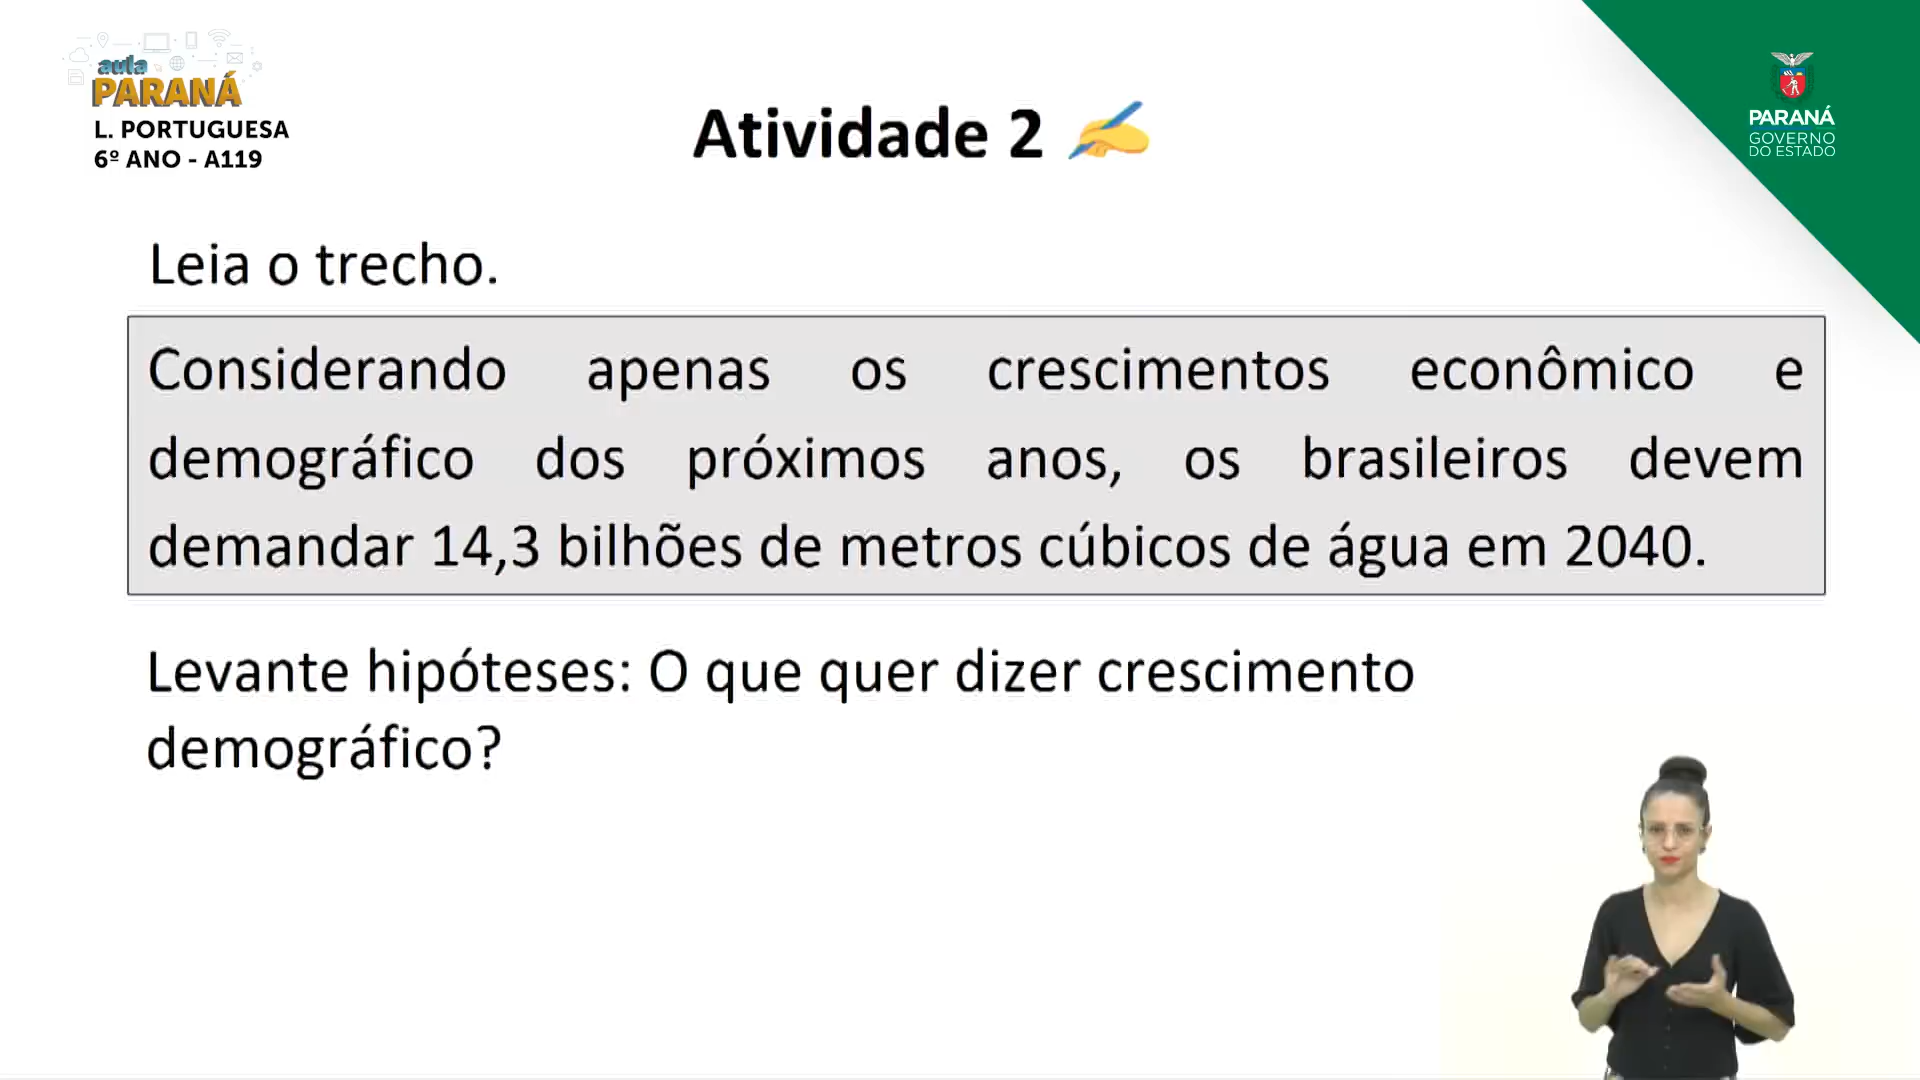 aula
PARANÁ
L. PORTUGUESA
6º ANO - A119
Atividade 2
PARANÁ
GOVERNO
DO ESTADO
Leia o trecho.
Considerando apenas os crescimentos econômico e
demográfico dos próximos anos, os brasileiros devem
demandar 14,3 bilhões de metros cúbicos de água em 2040.
Levante hipóteses: O que quer dizer crescimento
demográfico?